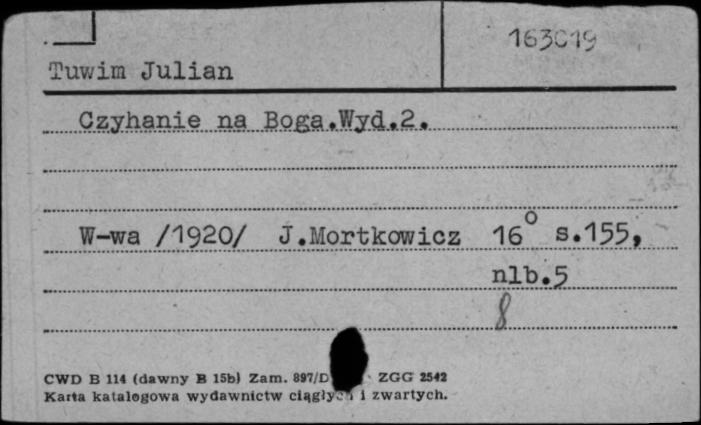 163019
Tuwim Julian
Czyhanie na Boga.Wyd.2.
W-wa /1920/ J.Mortkowicz 16° s.155,
nlb.5
8
CWD B 114 (dawny B 15b) Zam. 897/D ZGG 2542
Karta katalogowa wydawnictw ciągłych i zwartych.